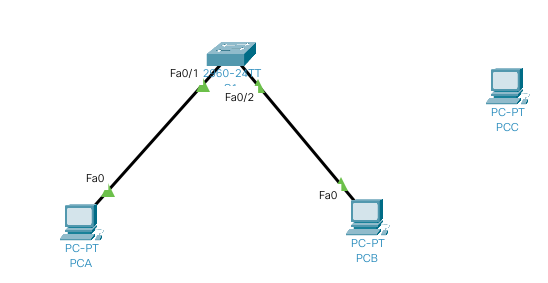 Fa0/1
2960-24TT
Fa0/2
PC-PT
PCC
Fa0
Fa0
PC-PT
PCA
PC-PT
PCB